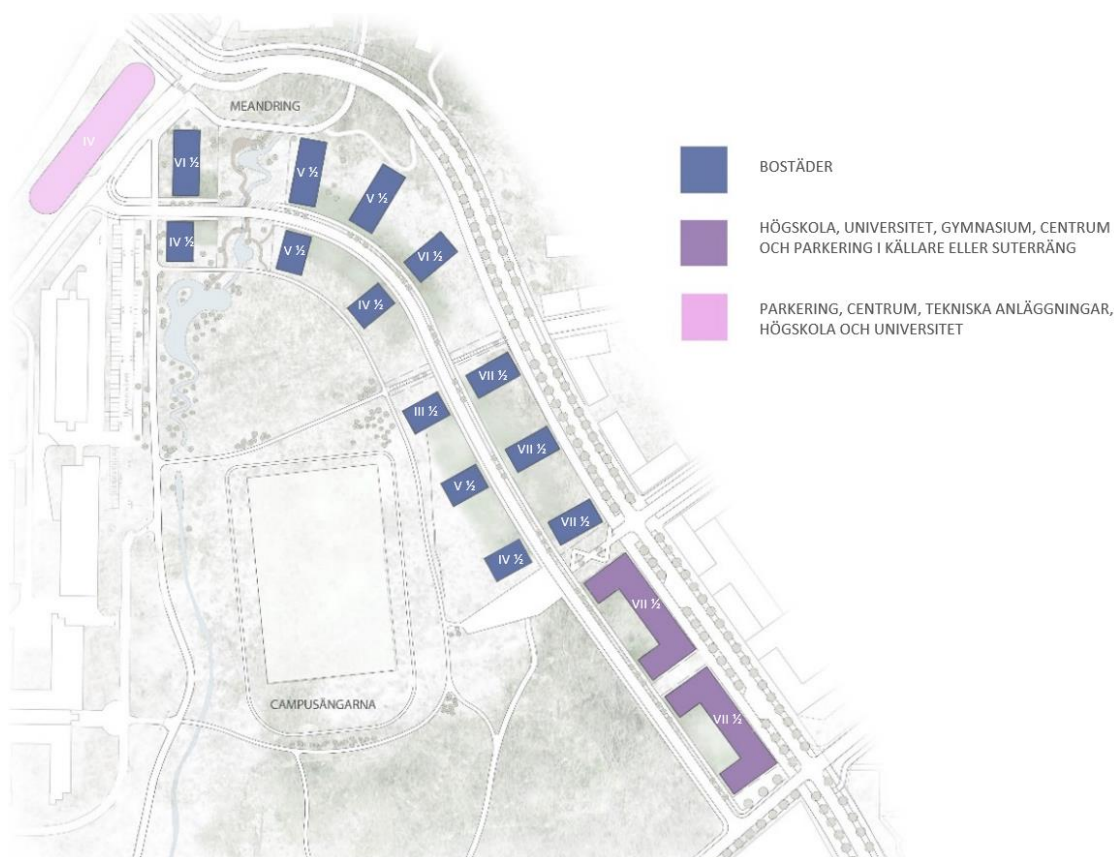 MEANDRING
IV
VI ½
V ½
V ½
IV ½
V ½
VI ½
IV ½
VII ½
III ½
VII ½
V ½
VII ½
IV ½
VII ½
VII ½
CAMPUSÄNGARNA
BOSTÄDER
HÖGSKOLA, UNIVERSITET, GYMNASIUM, CENTRUM
OCH PARKERING I KÄLLARE ELLER SUTERRÄNG
PARKERING, CENTRUM, TEKNISKA ANLÄGGNINGAR,
HÖGSKOLA OCH UNIVERSITET